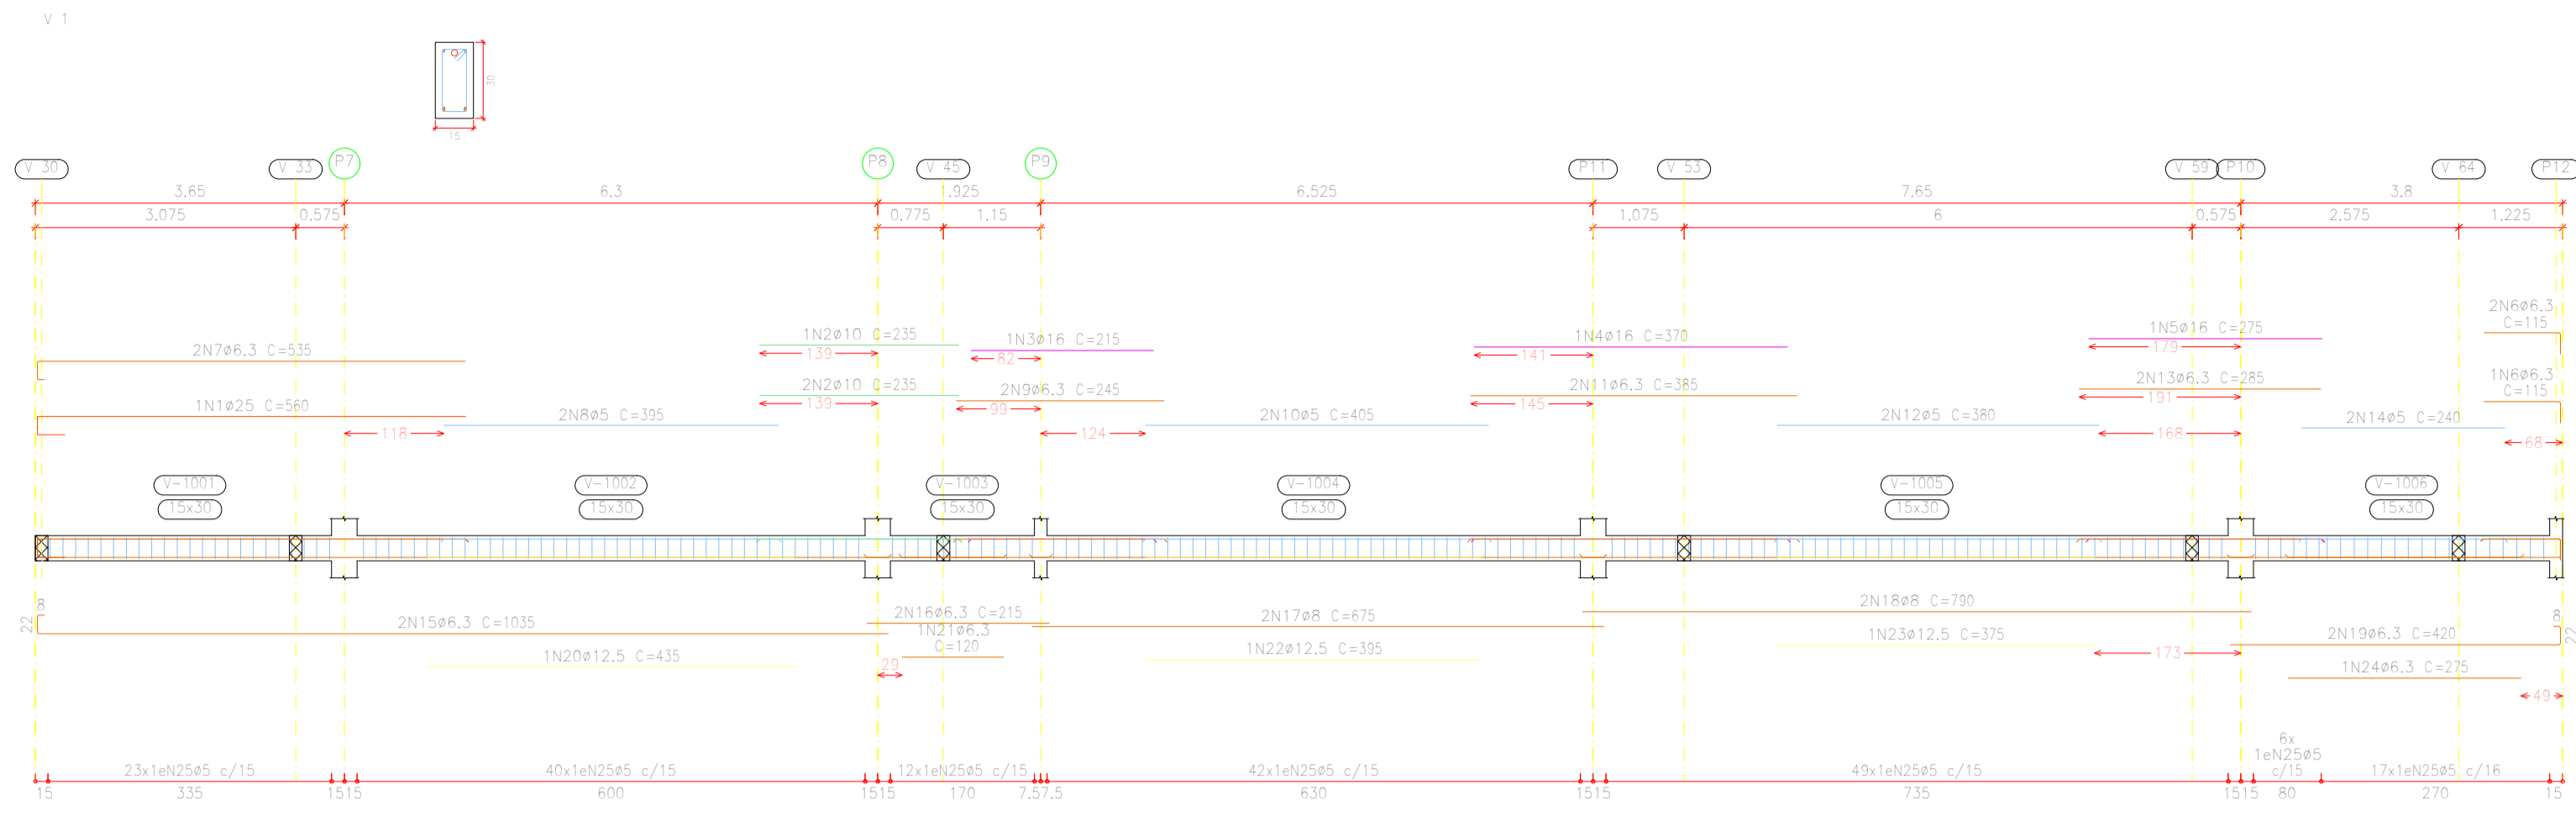 V 1
30
15
V 30
V 33
P7
P8
V 45
P9
P11
V 53
V 59
P10
V 64
P12
3.65
6.3
1.925
6.525
7.65
3.8
3.075
0.575
0.775
1.15
1.075
6
0.575
2.575
1.225
2N6ø6.3
C=115
2N7ø6.3 C=535
1N2ø10 C=235
139
1N3ø16 C=215
82
1N4ø16 C=370
141
1N5ø16 C=275
179
1N6ø6.3
C=115
1N1ø25 C=560
118
2N8ø5 C=395
2N2ø10 C=235
139
2N9ø6.3 C=245
99
124
2N10ø5 C=405
2N11ø6.3 C=385
145
2N12ø5 C=380
2N13ø6.3 C=285
191
168
2N14ø5 C=240
68
V-1001
15x30
V-1002
15x30
V-1003
15x30
V-1004
15x30
V-1005
15x30
V-1006
15x30
8
22
2N15ø6.3 C=1035
2N16ø6.3 C=215
1N21ø6.3
C=120
29
2N17ø8 C=675
2N18ø8 C=790
8
22
1N20ø12.5 C=435
1N22ø12.5 C=395
1N23ø12.5 C=375
173
2N19ø6.3 C=420
1N24ø6.3 C=275
49
23x1eN25ø5 c/15
40x1eN25ø5 c/15
12x1eN25ø5 c/15
42x1eN25ø5 c/15
49x1eN25ø5 c/15
6x
1eN25ø5
c/15
17x1eN25ø5 c/16
15
335
1515
600
1515
170
7.57.5
630
1515
735
1515
80
270
15